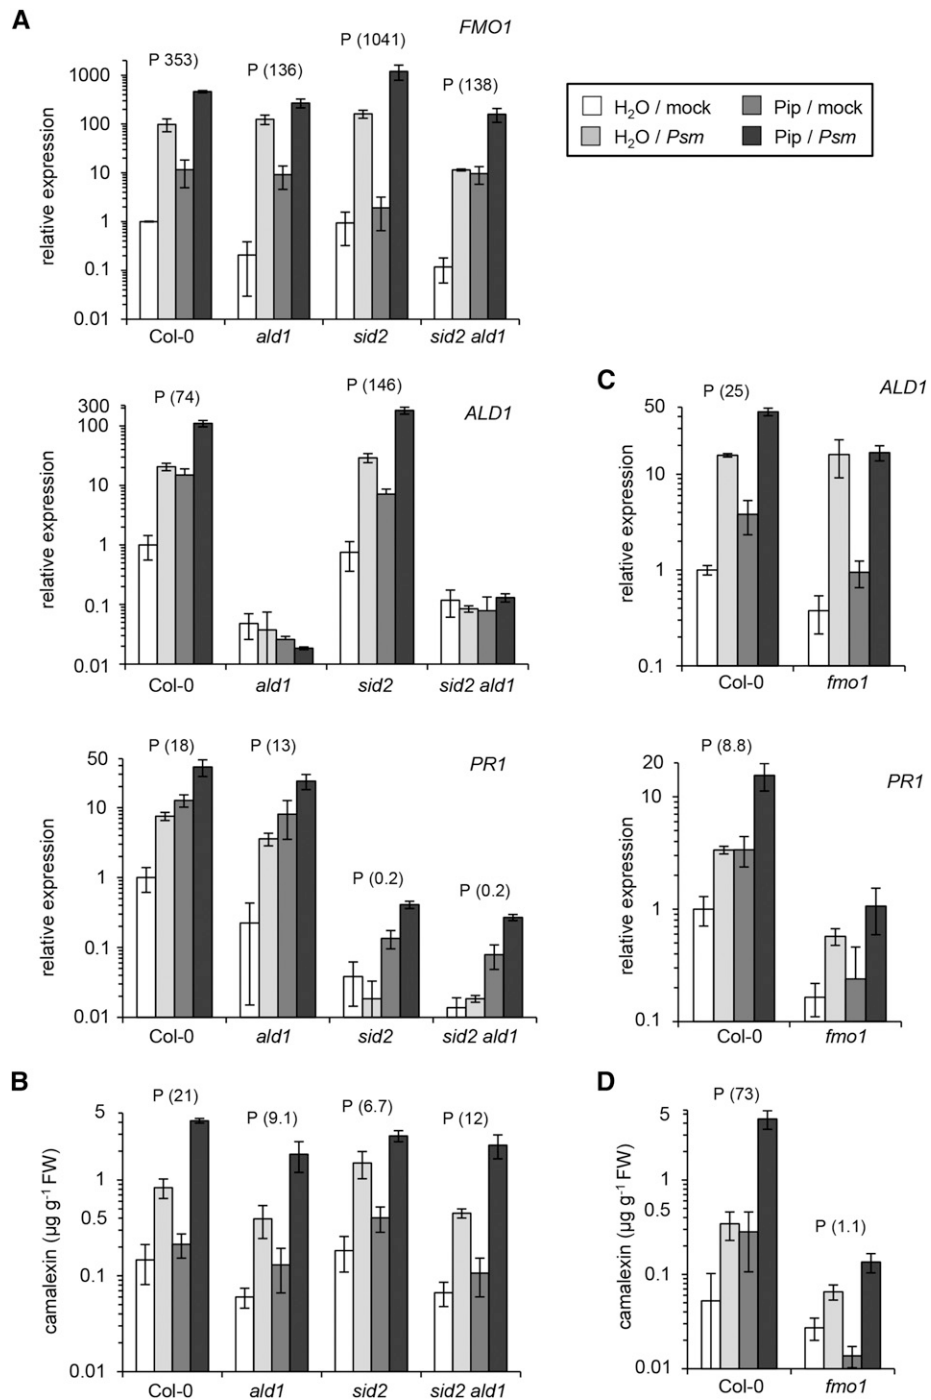 A
FMO1
P 353)
P (136)
P (1041)
P (138)
relative expression
1000
100
10
1
0.1
0.01
Col-0
ald1
sid2
sid2 ald1
H₂O / mock
Pip / mock
H₂O / Psm
Pip / Psm
ALD1
P (74)
P (146)
relative expression
300
100
10
1
0.1
0.01
Col-0
ald1
sid2
sid2 ald1
C
ALD1
P (25)
relative expression
50
10
1
0.1
Col-0
fmo1
PR1
P (18)
P (13)
P (0.2)
P (0.2)
relative expression
50
10
1
0.1
0.01
Col-0
ald1
sid2
sid2 ald1
PR1
P (8.8)
relative expression
20
10
1
0.1
Col-0
fmo1
B
P (21)
P (9.1)
P (6.7)
P (12)
camalexin (µg g⁻¹ FW)
5
1
0.5
0.1
0.01
Col-0
ald1
sid2
sid2 ald1
D
P (73)
P (1.1)
camalexin (µg g⁻¹ FW)
5
1
0.5
0.1
0.01
Col-0
fmo1